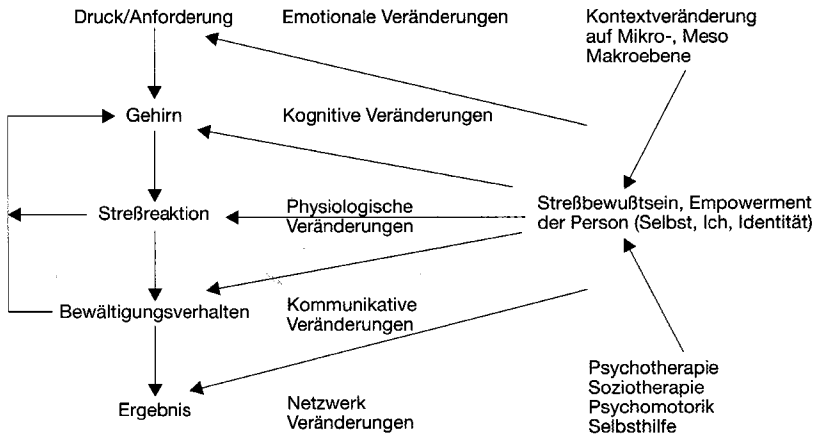 Druck/Anforderung
Emotionale Veränderungen
Kontextveränderung
auf Mikro-, Meso
Makroebene
Gehirn
Kognitive Veränderungen
Streßreaktion
Physiologische
Veränderungen
Streßbewußtsein, Empowerment
der Person (Selbst, Ich, Identität)
Bewältigungsverhalten
Kommunikative
Veränderungen
Ergebnis
Netzwerk
Veränderungen
Psychotherapie
Soziotherapie
Psychomotorik
Selbsthilfe